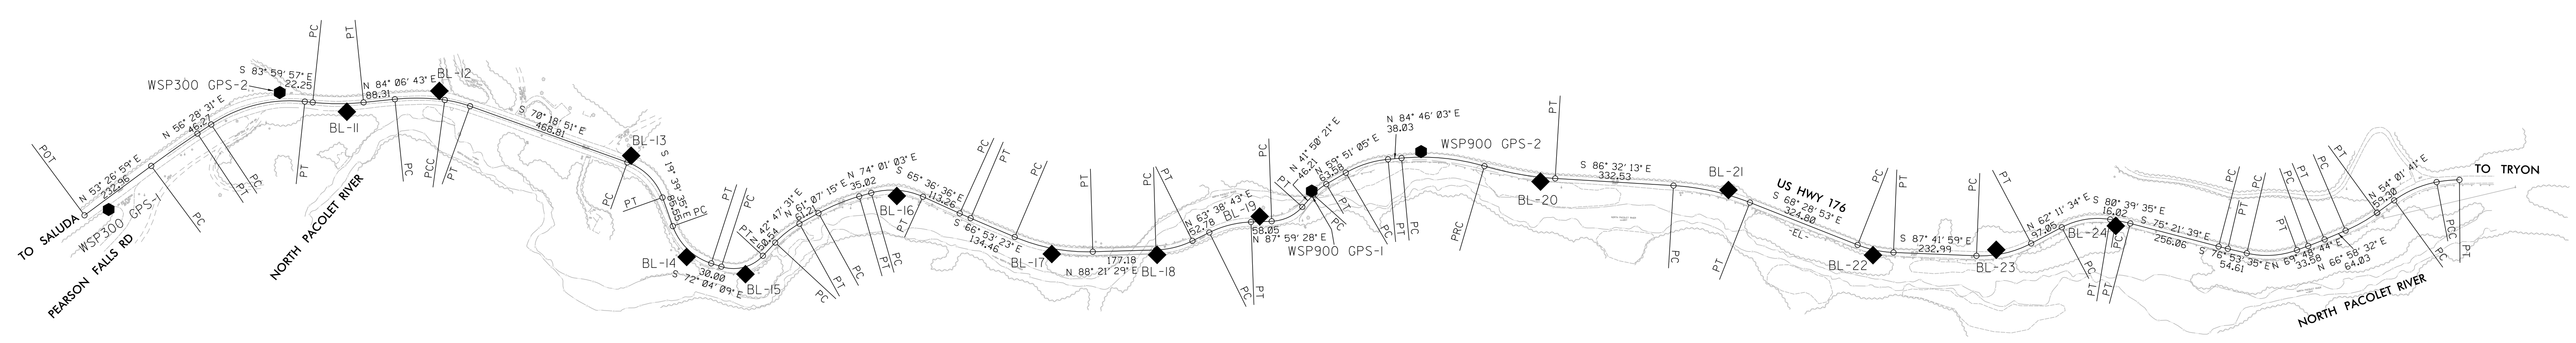 POT
N 53° 26' 59" E
232.96
TO SALUDA
WSP300 GPS-1
PEARSON FALLS RD
PC
N 56° 28' 31" E
46.27
PT
PC
WSP300 GPS-2
S 83° 59' 57" E
22.25
PT
PC
BL-11
PT
N 84° 06' 43" E
88.31
PC
BL-12
PCC
PT
NORTH PACOLET RIVER
S 70° 18' 51" E
468.81
BL-13
PC
PT
S 19° 39' 35" E
PC
BL-14
PT
PC
30.00
S 72° 04' 09" E
BL-15
PT
N 42° 47' 31" E
50.54
PC
N 61° 07' 15" E
61.21
PT
PC
N 74° 01' 03" E
35.02
PT
PC
BL-16
PT
S 65° 36' 36" E
113.26
PC
PT
S 66° 53' 23" E
134.46
PC
BL-17
PT
177.18
N 88° 21' 29" E
PC
BL-18
PT
N 63° 38' 43" E
52.78
PC
PT
BL-19
58.05
N 87° 59' 28" E
PC
PT
N 41° 50' 21" E
46.21
PC
WSP900 GPS-1
N 59° 51' 05" E
63.58
PT
PC
N 84° 46' 03" E
38.03
PT
PC
WSP900 GPS-2
PRC
BL-20
PT
S 86° 32' 13" E
332.53
PC
BL-21
PT
US HWY 176
S 68° 28' 53" E
324.80
-EL-
PC
BL-22
PT
S 87° 41' 59" E
232.99
PC
BL-23
PT
N 62° 11' 34" E
97.05
PC
BL-24
S 80° 39' 35" E
16.02
PT
PC
PT
S 75° 21' 39" E
256.06
PC
PT
S 76° 53' 35" E
54.61
PC
PT
N 69° 48' 44" E
33.58
PC
PT
PC
N 66° 58' 32" E
64.03
PT
N 54° 01' 41" E
59.30
PC
PCC
PT
TO TRYON
NORTH PACOLET RIVER